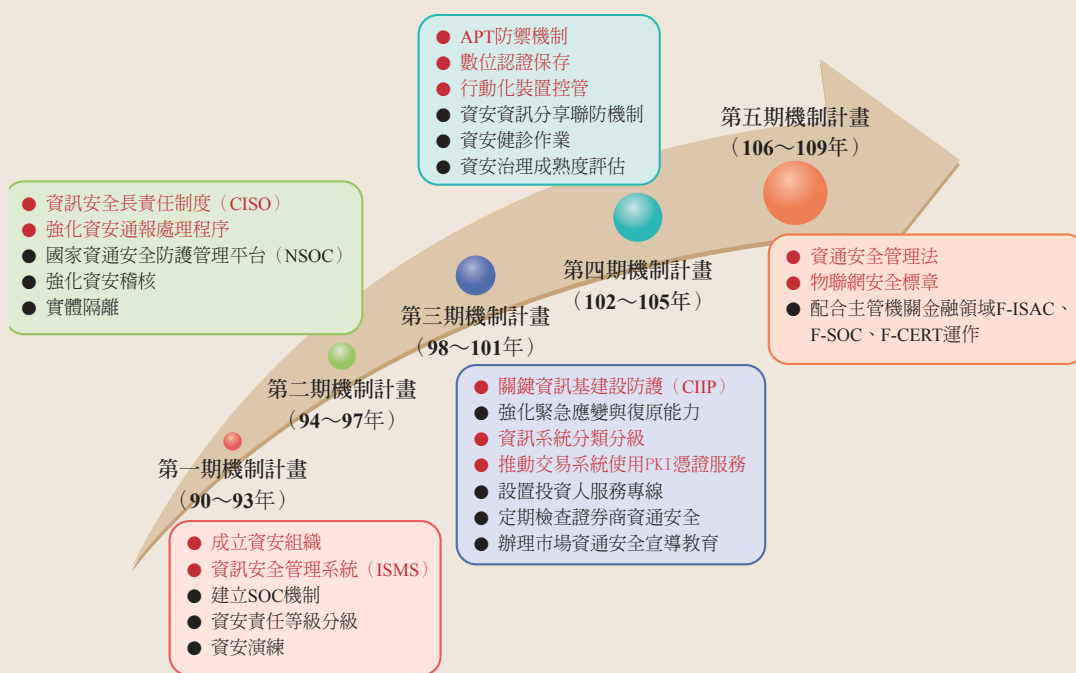 ● APT防禦機制
● 數位認證保存
● 行動化裝置控管
● 資安資訊分享聯防機制
● 資安健診作業
● 資安治理成熟度評估
第五期機制計畫
（106～109年）
● 資訊安全長責任制度（CISO）
● 強化資安通報處理程序
● 國家資通安全防護管理平台（NSOC）
● 強化資安稽核
● 實體隔離
第四期機制計畫
（102～105年）
● 資通安全管理法
● 物聯網安全標章
● 配合主管機關金融領域F-ISAC、
F-SOC、F-CERT運作
第三期機制計畫
（98～101年）
第二期機制計畫
（94～97年）
● 關鍵資訊基建設防護（CIIP）
● 強化緊急應變與復原能力
● 資訊系統分類分級
● 推動交易系統使用PKI憑證服務
● 設置投資人服務專線
● 定期檢查證券商資通安全
● 辦理市場資通安全宣導教育
第一期機制計畫
（90～93年）
● 成立資安組織
● 資訊安全管理系統（ISMS）
● 建立SOC機制
● 資安責任等級分級
● 資安演練